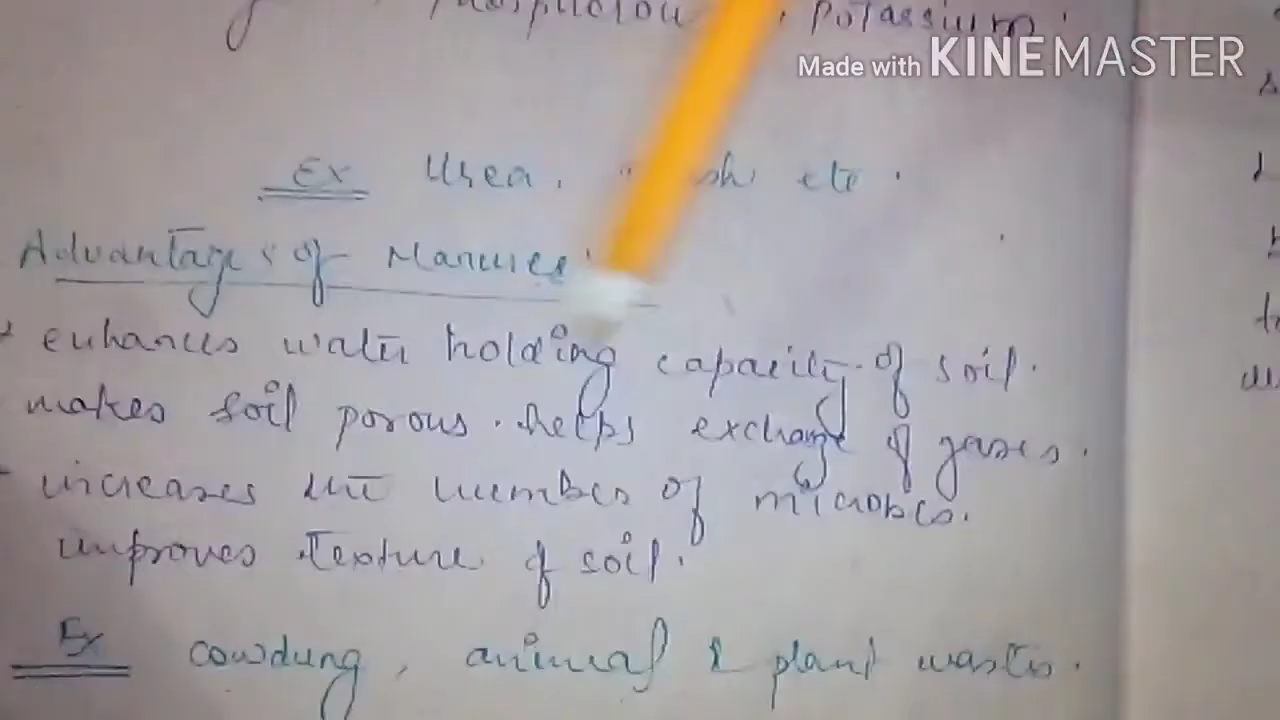 Potassium.
Made with KINEMASTER
Ex Urea, etc.
Advantages of Manures
enhances water holding capacity of soil.
makes soil porous. helps exchange of gases.
increases the number of microbes.
improves texture of soil.
Ex cowdung, animal & plant wastes.